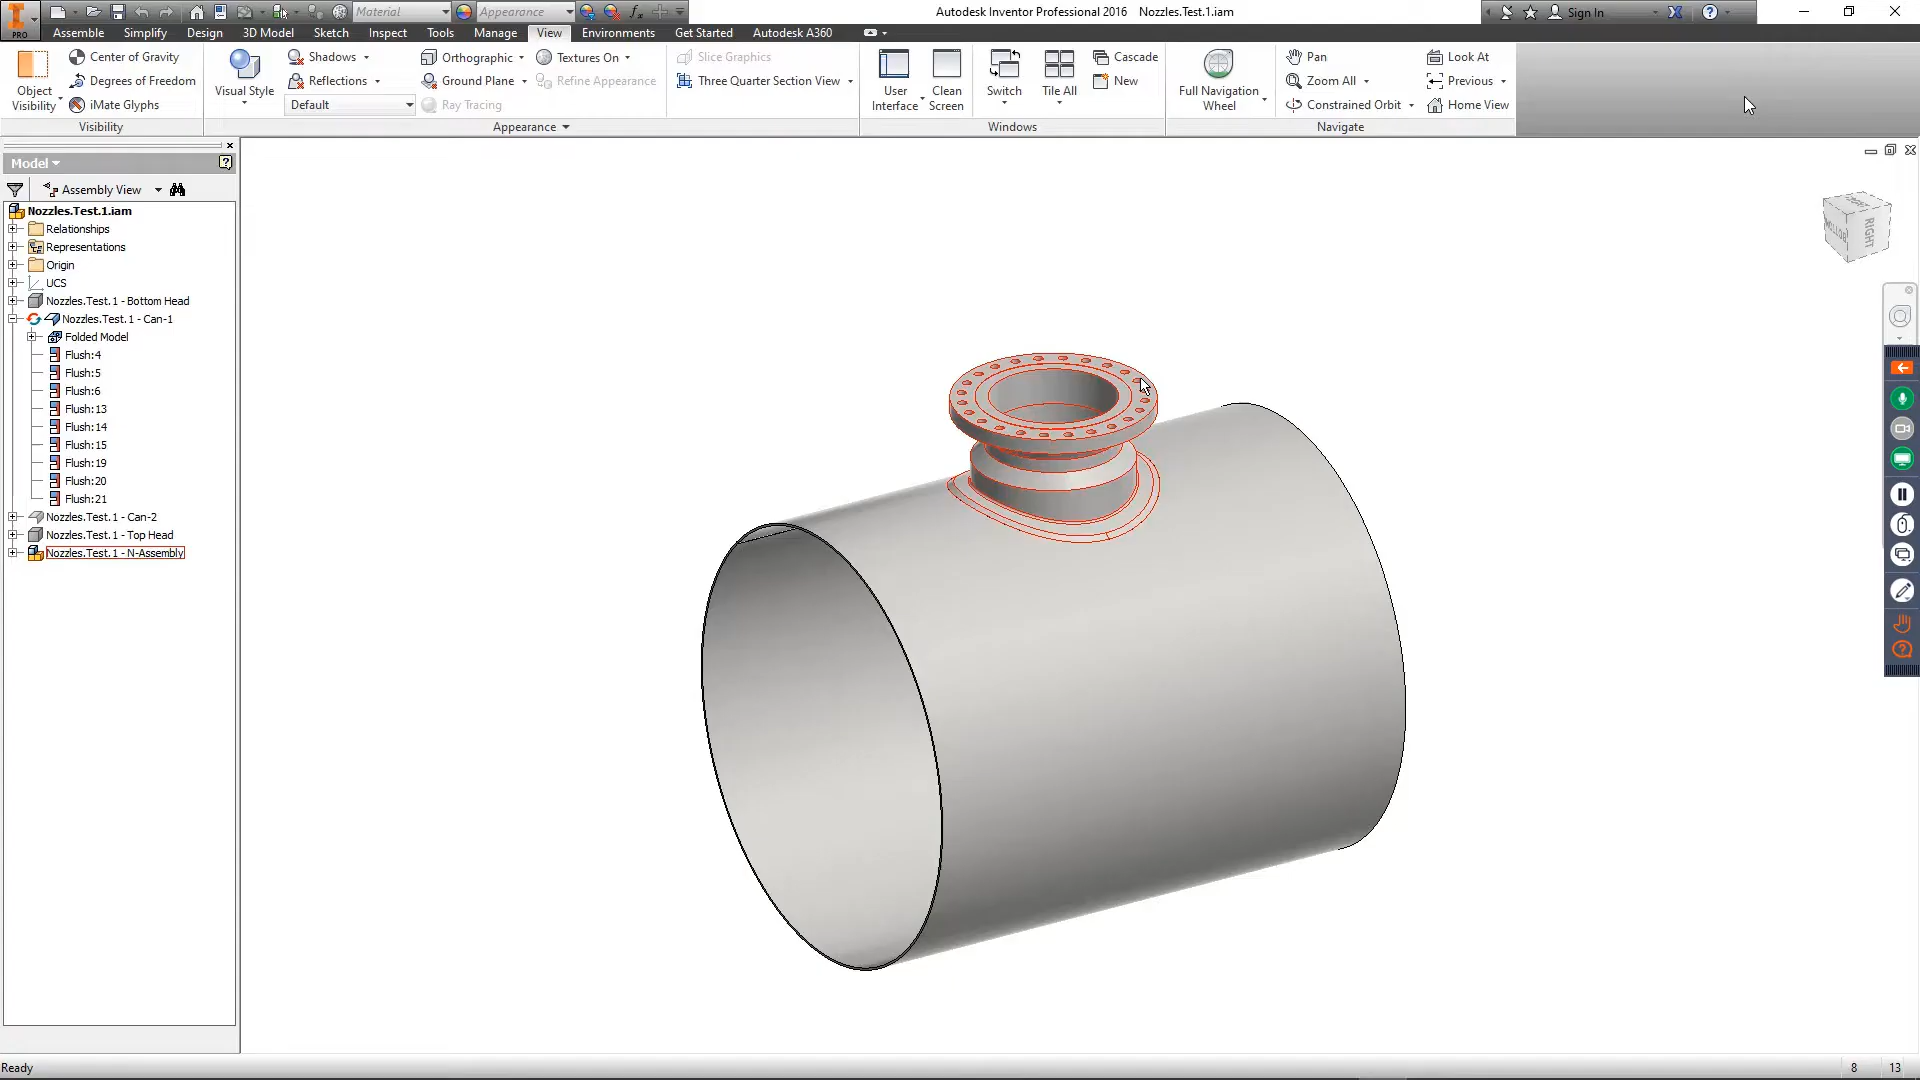 Material
Appearance
Autodesk Inventor Professional 2016 Nozzles.Test.1.iam
Sign In
PRO
Assemble Simplify Design 3D Model Sketch Inspect Tools Manage View Environments Get Started Autodesk A360
Object Visibility
Center of Gravity
Degrees of Freedom
iMate Glyphs
Visibility
Visual Style
Shadows
Reflections
Default
Orthographic
Ground Plane
Ray Tracing
Textures On
Refine Appearance
Appearance
Slice Graphics
Three Quarter Section View
User Interface
Clean Screen
Switch
Tile All
Cascade
New
Windows
Full Navigation Wheel
Pan
Zoom All
Constrained Orbit
Look At
Previous
Home View
Navigate
Model
Assembly View
Nozzles.Test.1.iam
Relationships
Representations
Origin
UCS
Nozzles.Test.1 - Bottom Head
Nozzles.Test.1 - Can-1
Folded Model
Flush:4
Flush:5
Flush:6
Flush:13
Flush:14
Flush:15
Flush:19
Flush:20
Flush:21
Nozzles.Test.1 - Can-2
Nozzles.Test.1 - Top Head
Nozzles.Test.1 - N-Assembly
RIGHT
BOTTOM
Ready
8 13